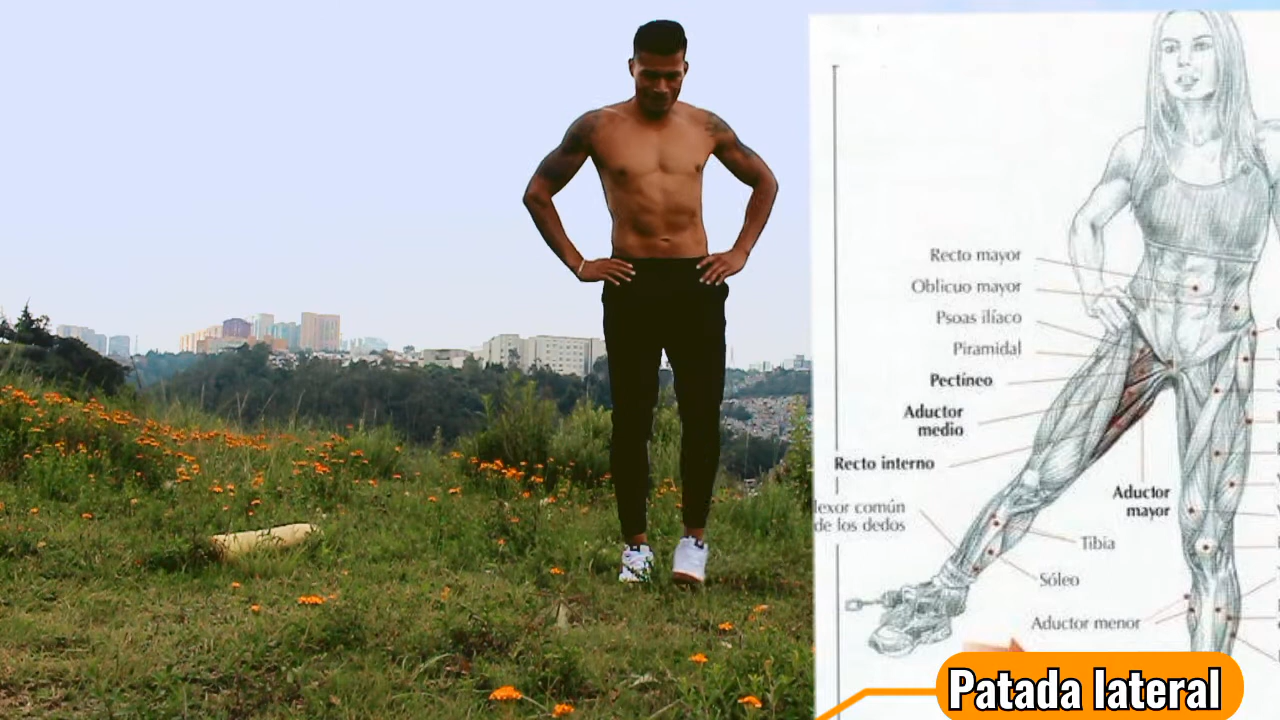 Recto mayor
Oblicuo mayor
Psoas ilíaco
Piramidal
Pectíneo
Aductor
medio
Recto interno
lexor común
de los dedos
Aductor
mayor
Tibia
Sóleo
Aductor menor
Patada lateral